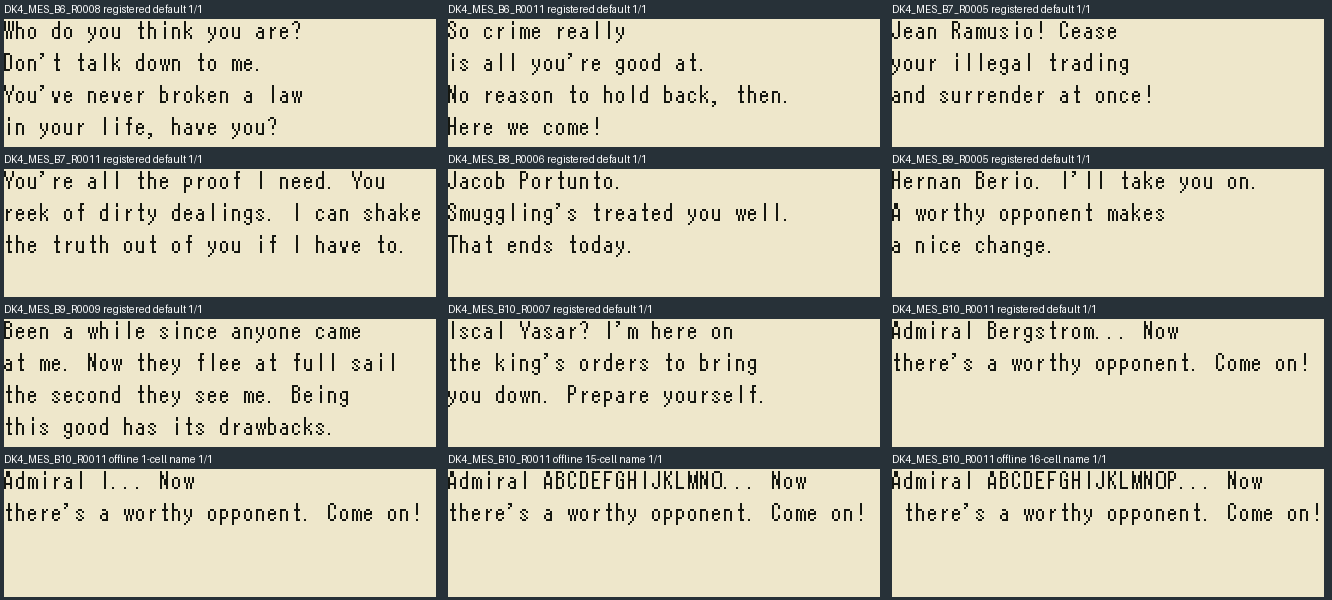 DK4_MES_B6_R0008 registered default 1/1
Who do you think you are?
Don't talk down to me.
You've never broken a law
in your life, have you?
DK4_MES_B6_R0011 registered default 1/1
So crime really
is all you're good at.
No reason to hold back, then.
Here we come!
DK4_MES_B7_R0005 registered default 1/1
Jean Ramusio! Cease
your illegal trading
and surrender at once!
DK4_MES_B7_R0011 registered default 1/1
You're all the proof I need. You
reek of dirty dealings. I can shake
the truth out of you if I have to.
DK4_MES_B8_R0006 registered default 1/1
Jacob Portunto.
Smuggling's treated you well.
That ends today.
DK4_MES_B9_R0005 registered default 1/1
Hernan Berio. I'll take you on.
A worthy opponent makes
a nice change.
DK4_MES_B9_R0009 registered default 1/1
Been a while since anyone came
at me. Now they flee at full sail
the second they see me. Being
this good has its drawbacks.
DK4_MES_B10_R0007 registered default 1/1
Iscal Yasar? I'm here on
the king's orders to bring
you down. Prepare yourself.
DK4_MES_B10_R0011 registered default 1/1
Admiral Bergstrom... Now
there's a worthy opponent. Come on!
DK4_MES_B10_R0011 offline 1-cell name 1/1
Admiral I... Now
there's a worthy opponent. Come on!
DK4_MES_B10_R0011 offline 15-cell name 1/1
Admiral ABCDEFGHIJKLMNO... Now
there's a worthy opponent. Come on!
DK4_MES_B10_R0011 offline 16-cell name 1/1
Admiral ABCDEFGHIJKLMNOP... Now
there's a worthy opponent. Come on!